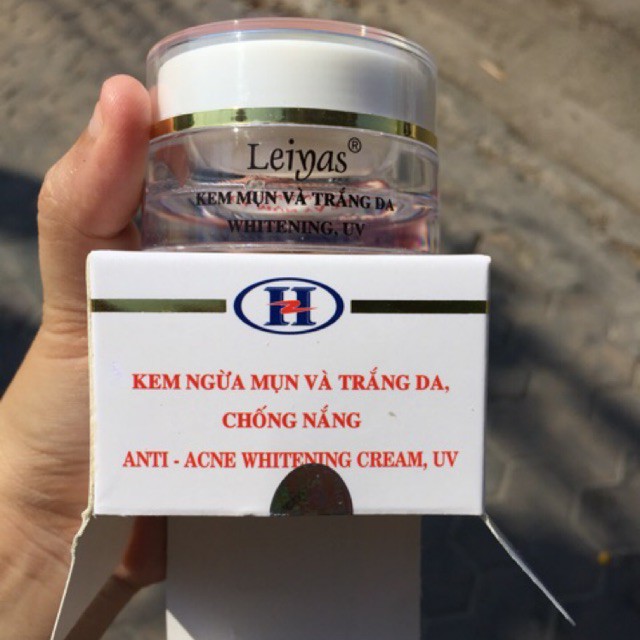 Leiyas®
KEM MỤN VÀ TRẮNG DA
WHITENING, UV
H
KEM NGỪA MỤN VÀ TRẮNG DA,
CHỐNG NẮNG
ANTI - ACNE WHITENING CREAM, UV